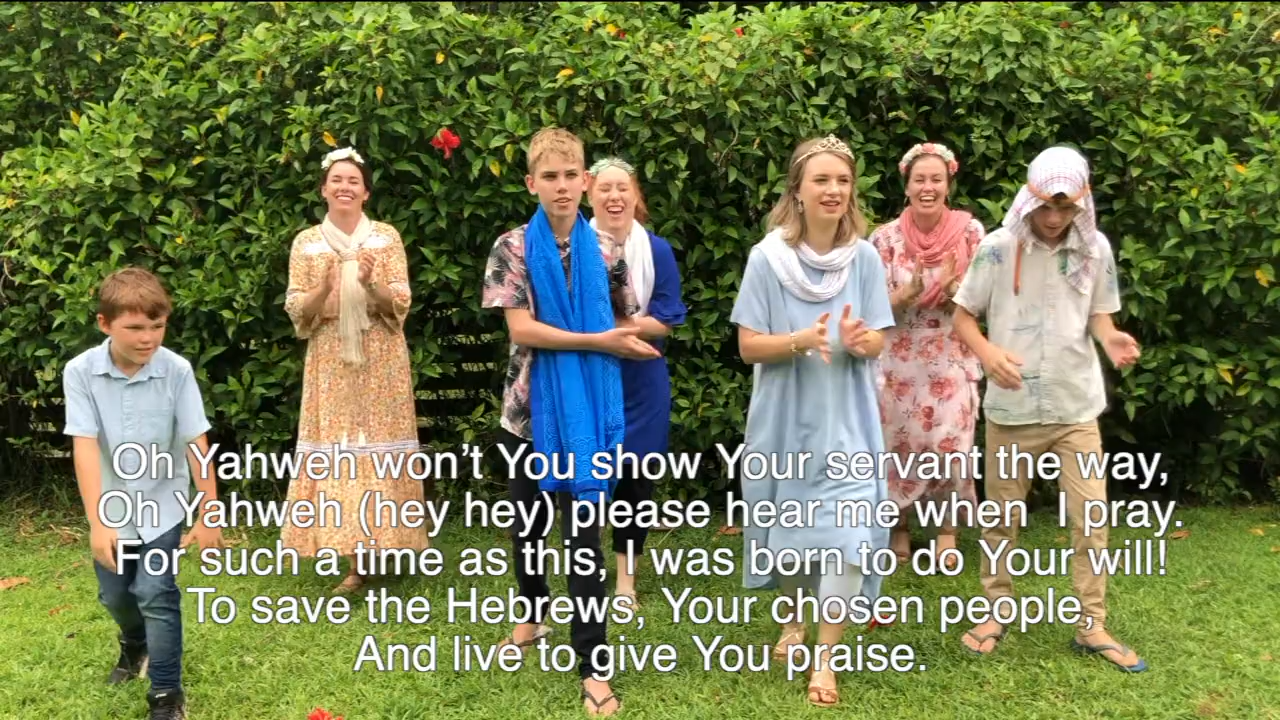 Oh Yahweh won't You show Your servant the way,
Oh Yahweh (hey hey) please hear me when I pray.
For such a time as this, I was born to do Your will!
To save the Hebrews, Your chosen people,
And live to give You praise.